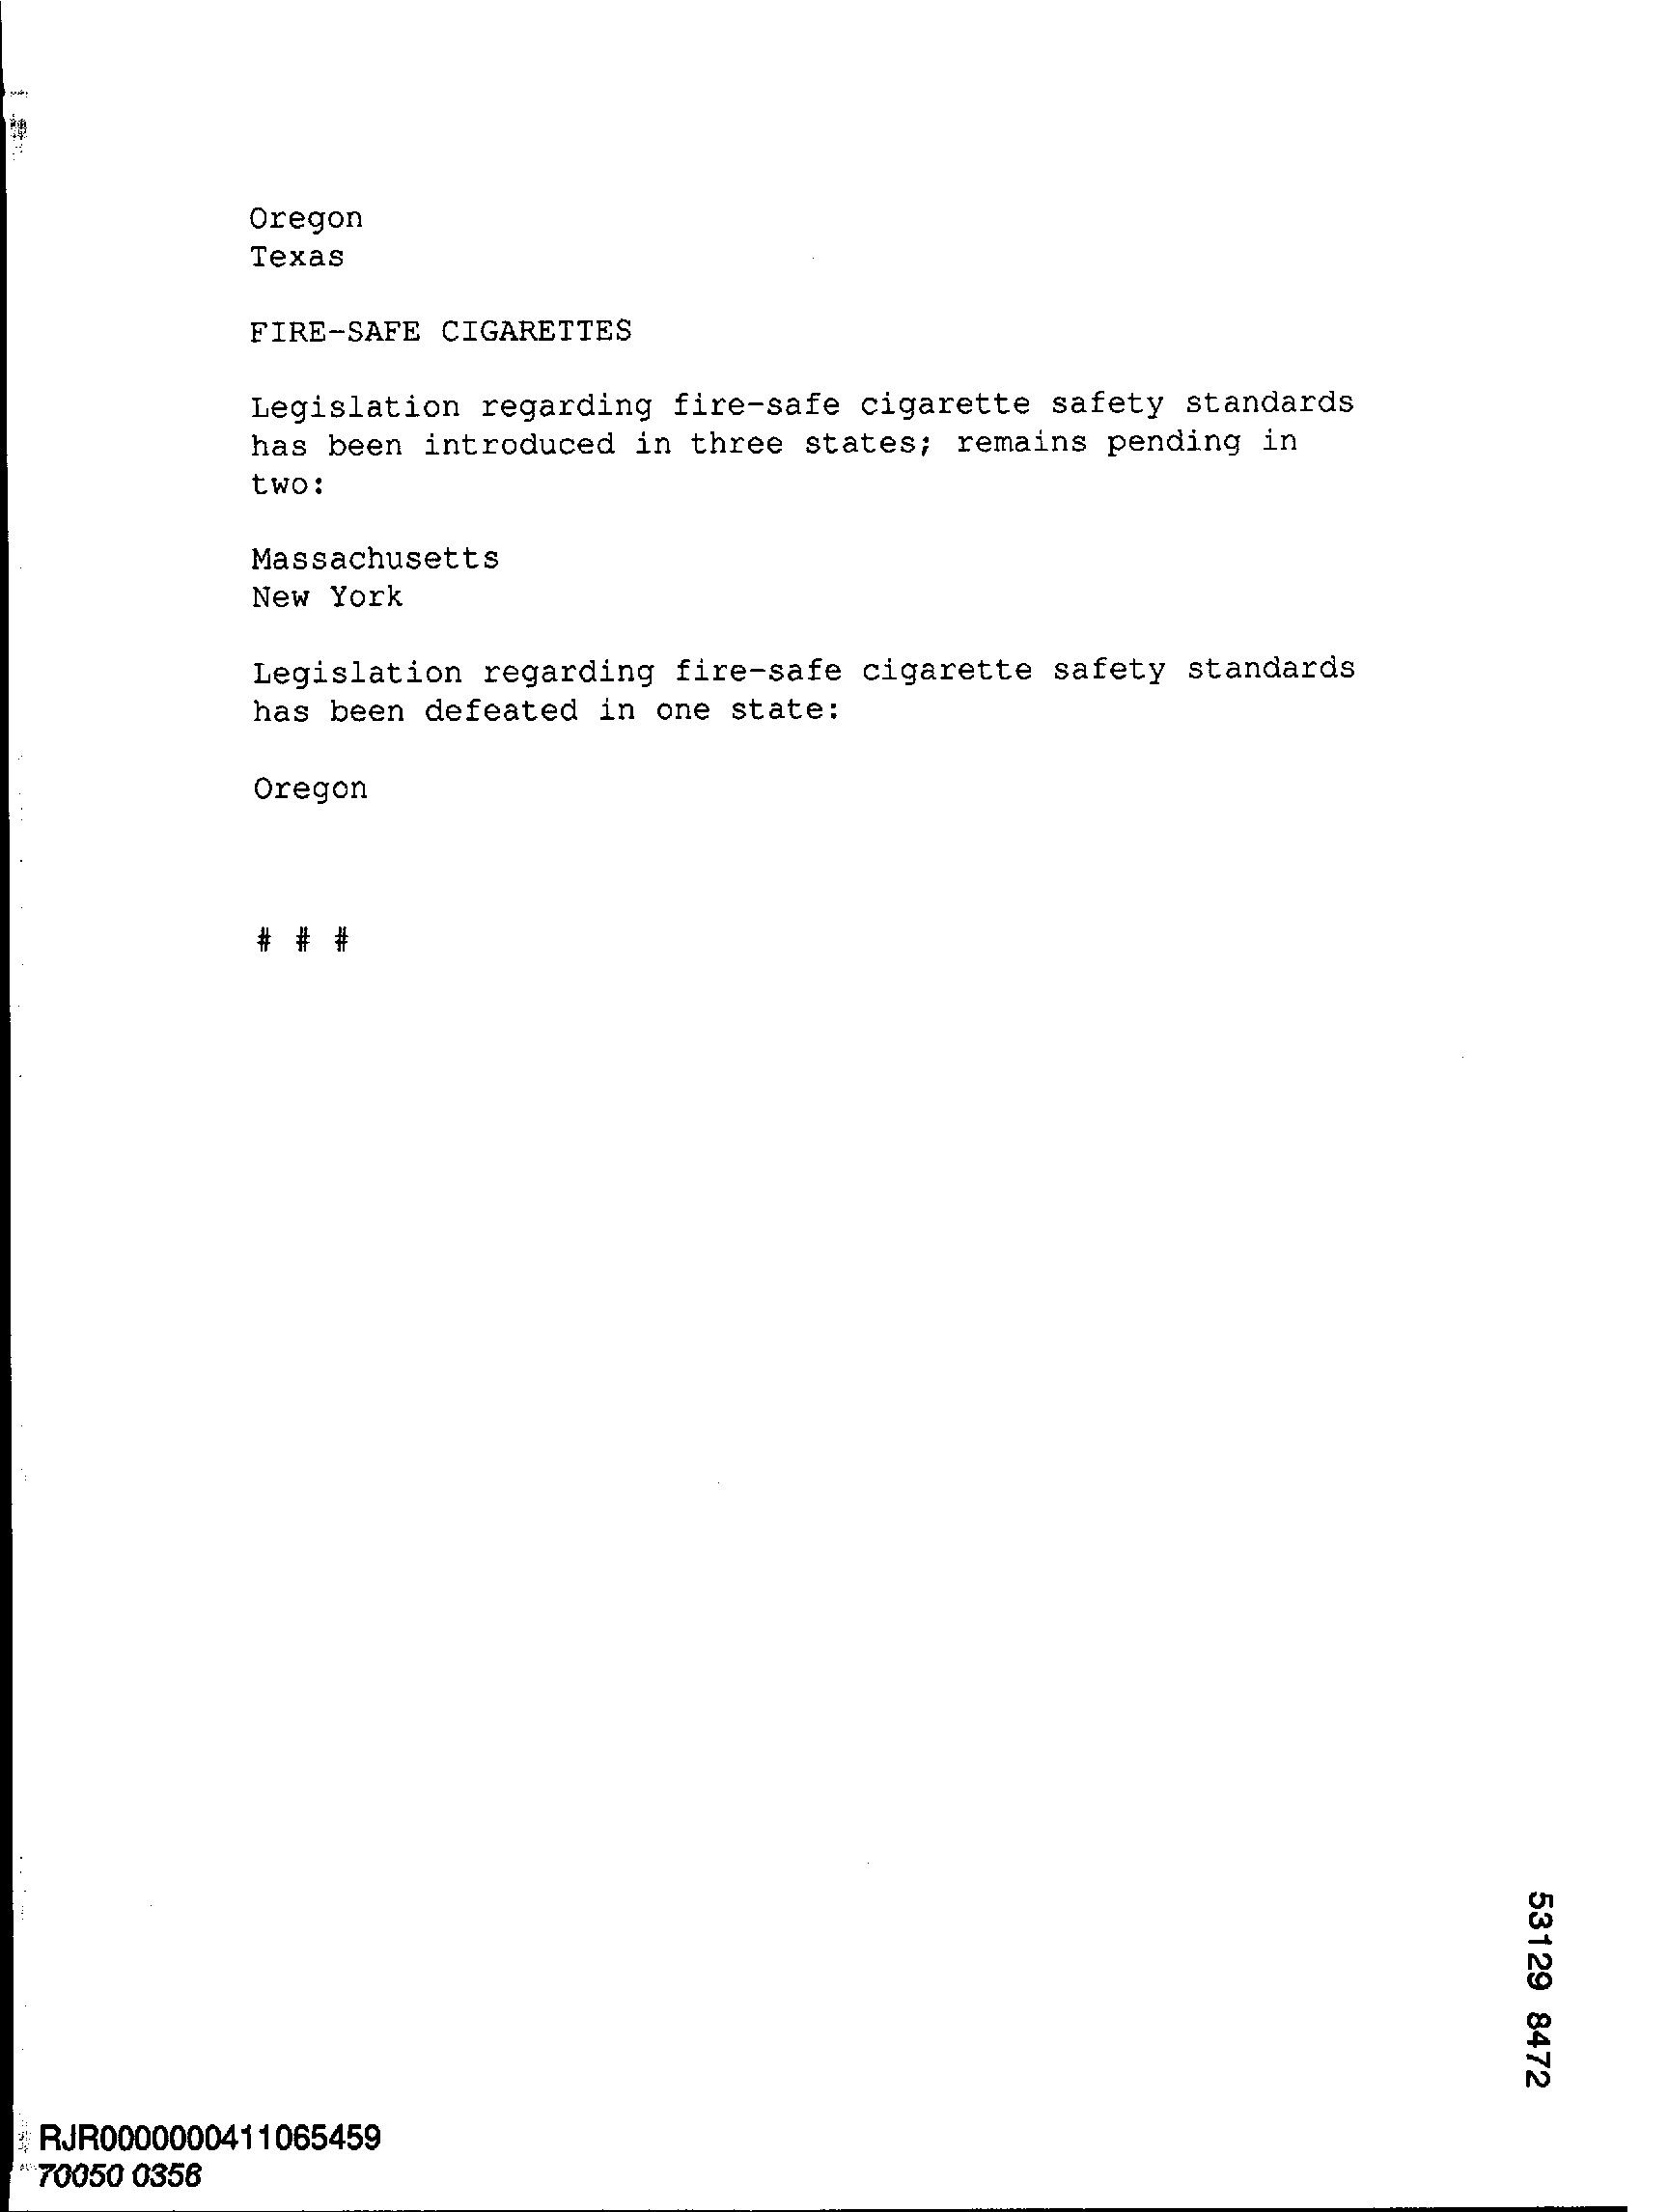 Oregon
Texas
FIRE-SAFE CIGARETTES
Legislation regarding fire-safe cigarette safety standards
has been introduced in three states; remains pending in
two:
Massachusetts
New York
Legislation regarding fire-safe cigarette safety standards
has been defeated in one state:
Oregon
# # #
53129 8472
RJR0000000411065459
70050 0356